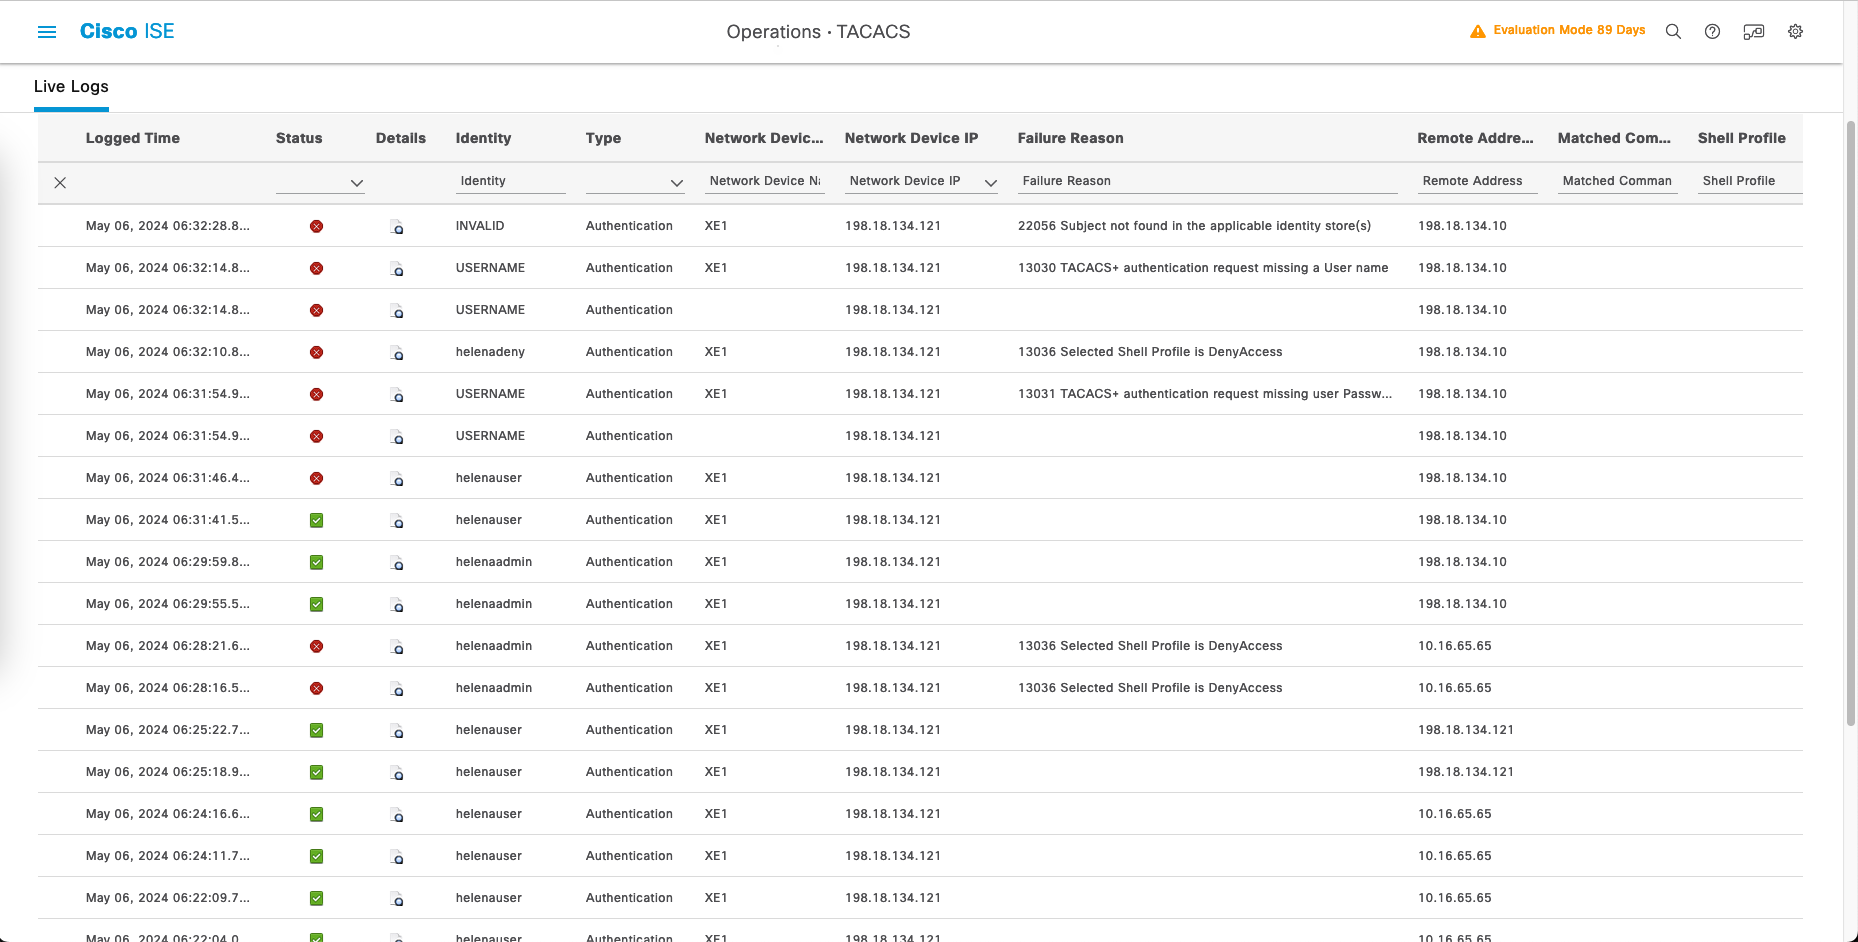 Cisco ISE
Operations · TACACS
Evaluation Mode 89 Days
Live Logs
Logged Time Status Details Identity Type Network Devic... Network Device IP Failure Reason Remote Addre... Matched Com... Shell Profile
Identity Network Device Na Network Device IP Failure Reason Remote Address Matched Comman Shell Profile
May 06, 2024 06:32:28.8... INVALID Authentication XE1 198.18.134.121 22056 Subject not found in the applicable identity store(s) 198.18.134.10
May 06, 2024 06:32:14.8... USERNAME Authentication XE1 198.18.134.121 13030 TACACS+ authentication request missing a User name 198.18.134.10
May 06, 2024 06:32:14.8... USERNAME Authentication 198.18.134.121 198.18.134.10
May 06, 2024 06:32:10.8... helenadeny Authentication XE1 198.18.134.121 13036 Selected Shell Profile is DenyAccess 198.18.134.10
May 06, 2024 06:31:54.9... USERNAME Authentication XE1 198.18.134.121 13031 TACACS+ authentication request missing user Passw... 198.18.134.10
May 06, 2024 06:31:54.9... USERNAME Authentication 198.18.134.121 198.18.134.10
May 06, 2024 06:31:46.4... helenauser Authentication XE1 198.18.134.121 198.18.134.10
May 06, 2024 06:31:41.5... helenauser Authentication XE1 198.18.134.121 198.18.134.10
May 06, 2024 06:29:59.8... helenaadmin Authentication XE1 198.18.134.121 198.18.134.10
May 06, 2024 06:29:55.5... helenaadmin Authentication XE1 198.18.134.121 198.18.134.10
May 06, 2024 06:28:21.6... helenaadmin Authentication XE1 198.18.134.121 13036 Selected Shell Profile is DenyAccess 10.16.65.65
May 06, 2024 06:28:16.5... helenaadmin Authentication XE1 198.18.134.121 13036 Selected Shell Profile is DenyAccess 10.16.65.65
May 06, 2024 06:25:22.7... helenauser Authentication XE1 198.18.134.121 198.18.134.121
May 06, 2024 06:25:18.9... helenauser Authentication XE1 198.18.134.121 198.18.134.121
May 06, 2024 06:24:16.6... helenauser Authentication XE1 198.18.134.121 10.16.65.65
May 06, 2024 06:24:11.7... helenauser Authentication XE1 198.18.134.121 10.16.65.65
May 06, 2024 06:22:09.7... helenauser Authentication XE1 198.18.134.121 10.16.65.65
May 06, 2024 06:22:04.0 helenauser Authentication XE1 198.18.134.121 10.16.65.65